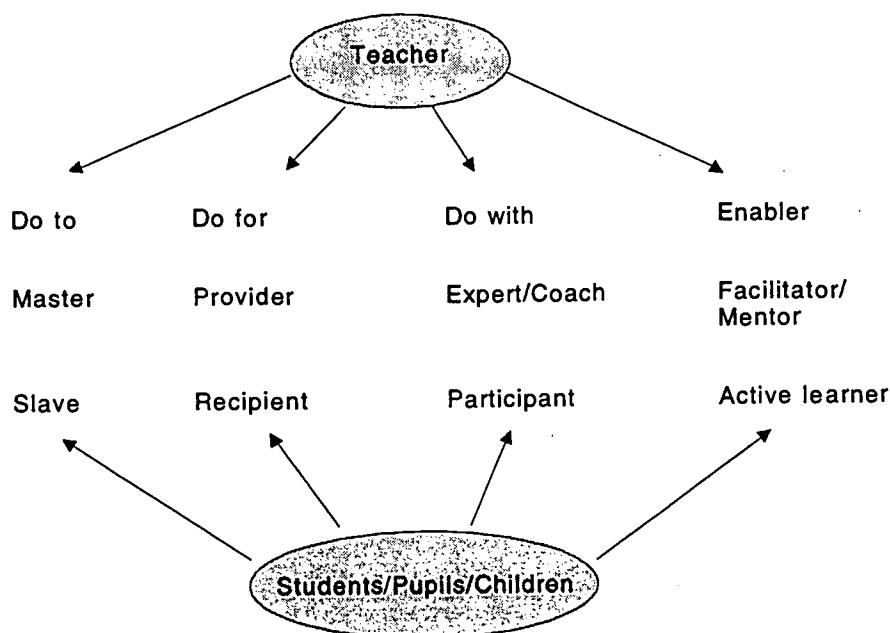 Teacher
Do to Do for Do with Enabler
Master Provider Expert/Coach Facilitator/
Mentor
Slave Recipient Participant Active learner
Students/Pupils/Children